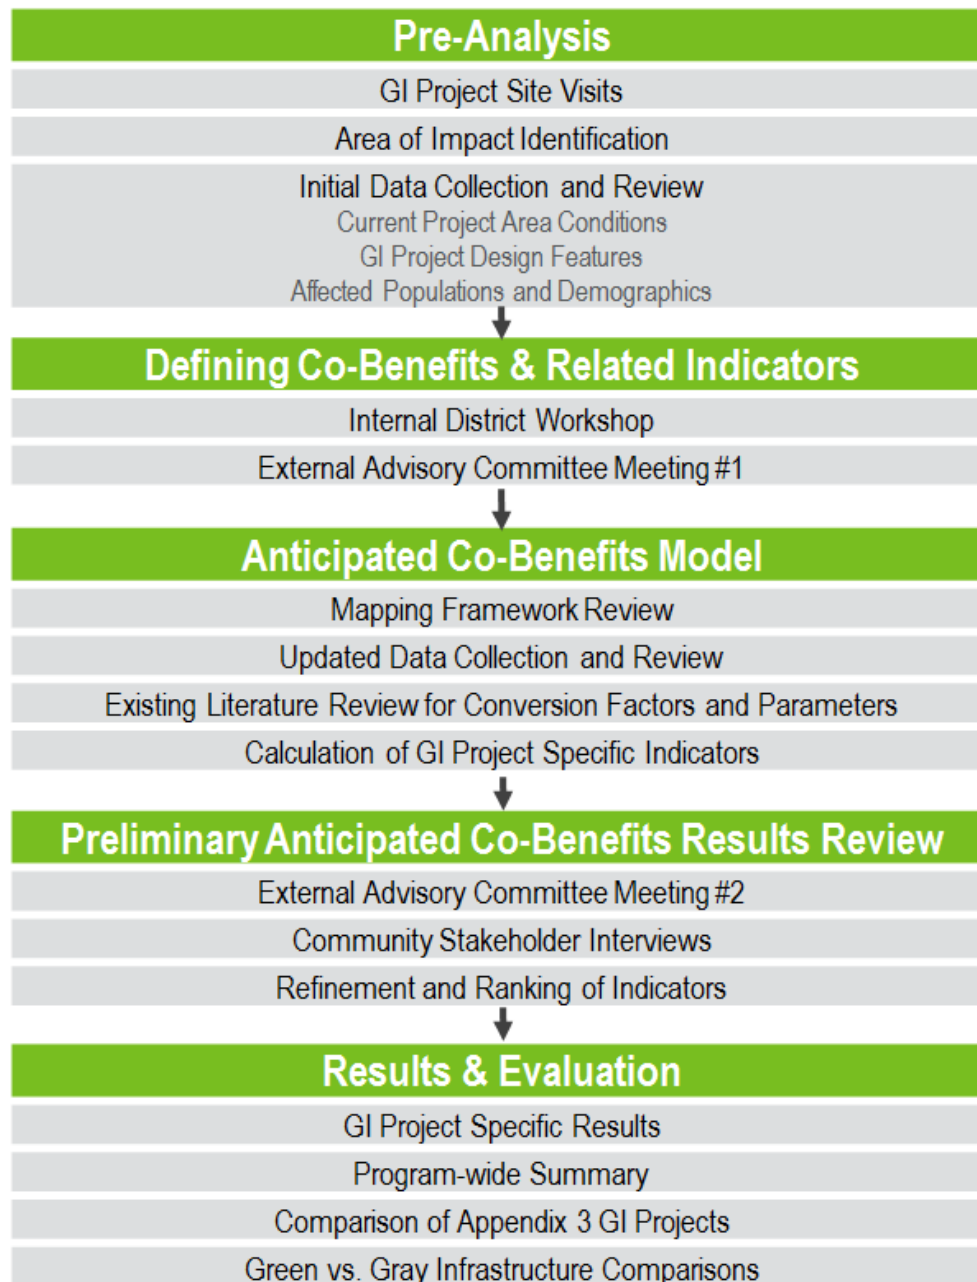 Pre-Analysis
GI Project Site Visits
Area of Impact Identification
Initial Data Collection and Review
Current Project Area Conditions
GI Project Design Features
Affected Populations and Demographics
Defining Co-Benefits & Related Indicators
Internal District Workshop
External Advisory Committee Meeting #1
Anticipated Co-Benefits Model
Mapping Framework Review
Updated Data Collection and Review
Existing Literature Review for Conversion Factors and Parameters
Calculation of GI Project Specific Indicators
Preliminary Anticipated Co-Benefits Results Review
External Advisory Committee Meeting #2
Community Stakeholder Interviews
Refinement and Ranking of Indicators
Results & Evaluation
GI Project Specific Results
Program-wide Summary
Comparison of Appendix 3 GI Projects
Green vs. Gray Infrastructure Comparisons